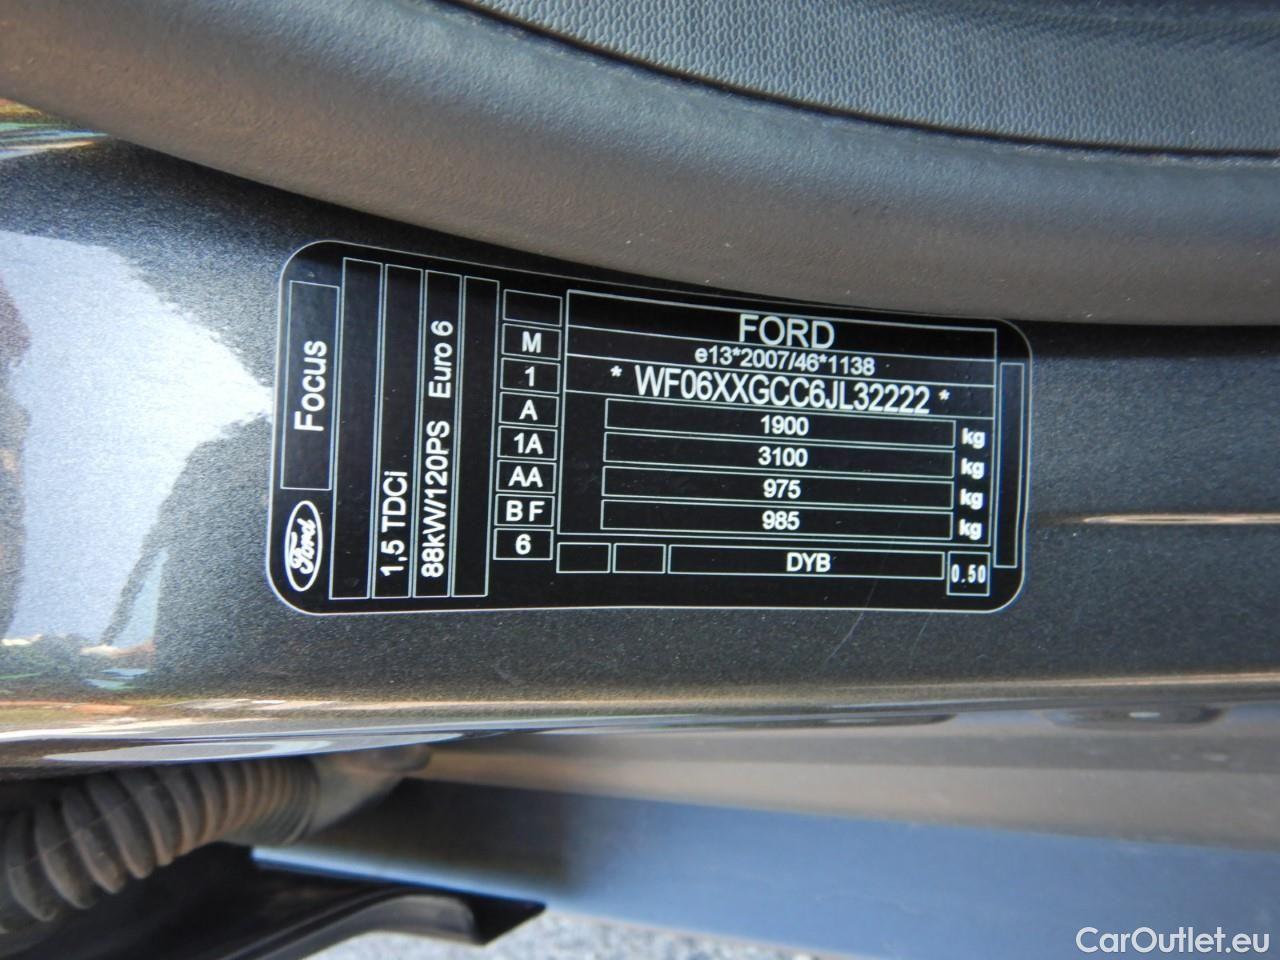 FORD
e13*2007/46*1138
* WF06XXGCC6JL32222 *
1900 kg
3100 kg
975 kg
985 kg
DYB
0.50
M
1
A
1A
AA
B F
6
Focus
Ford
1,5 TDCi
88kW/120PS Euro 6
CarOutlet.eu